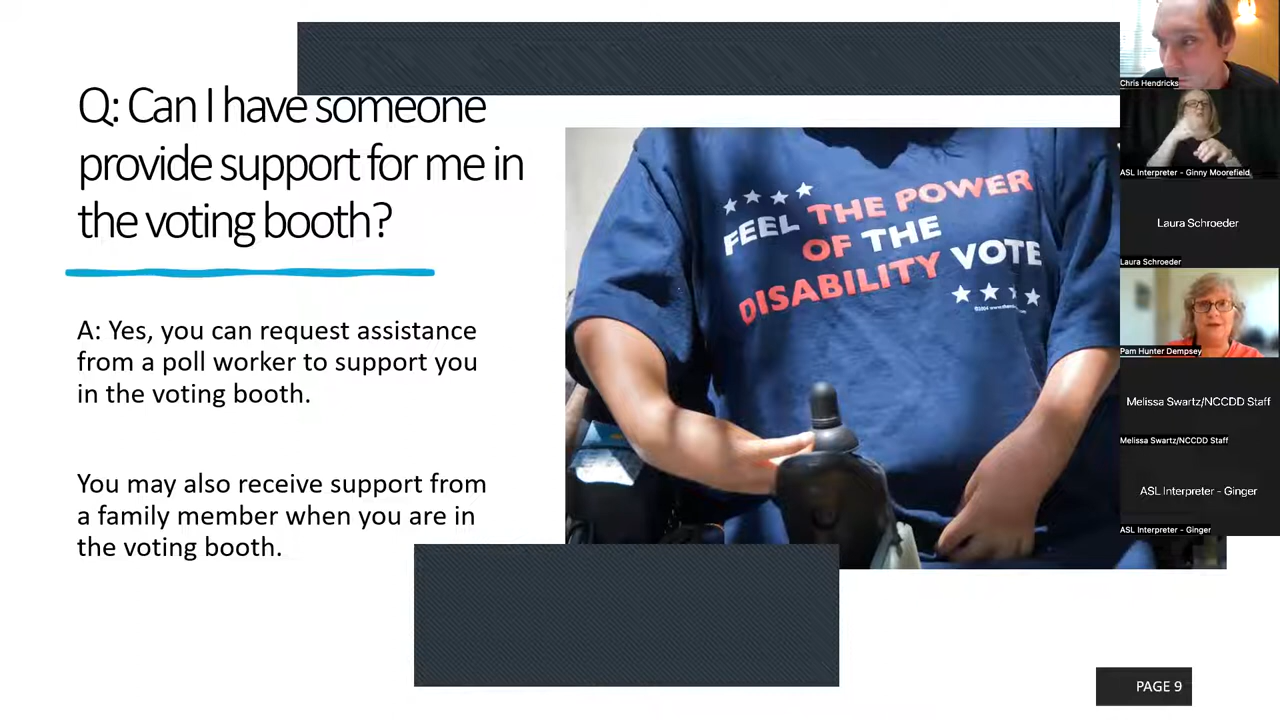 Q: Can I have someone
provide support for me in
the voting booth?
A: Yes, you can request assistance
from a poll worker to support you
in the voting booth.
You may also receive support from
a family member when you are in
the voting booth.
FEEL THE POWER
OF THE
DISABILITY VOTE
Chris Hendricks
ASL Interpreter - Ginny Moorefield
Laura Schroeder
Laura Schroeder
Pam Hunter Dempsey
Melissa Swartz/NCCDD Staff
Melissa Swartz/NCCDD Staff
ASL Interpreter - Ginger
ASL Interpreter - Ginger
PAGE 9